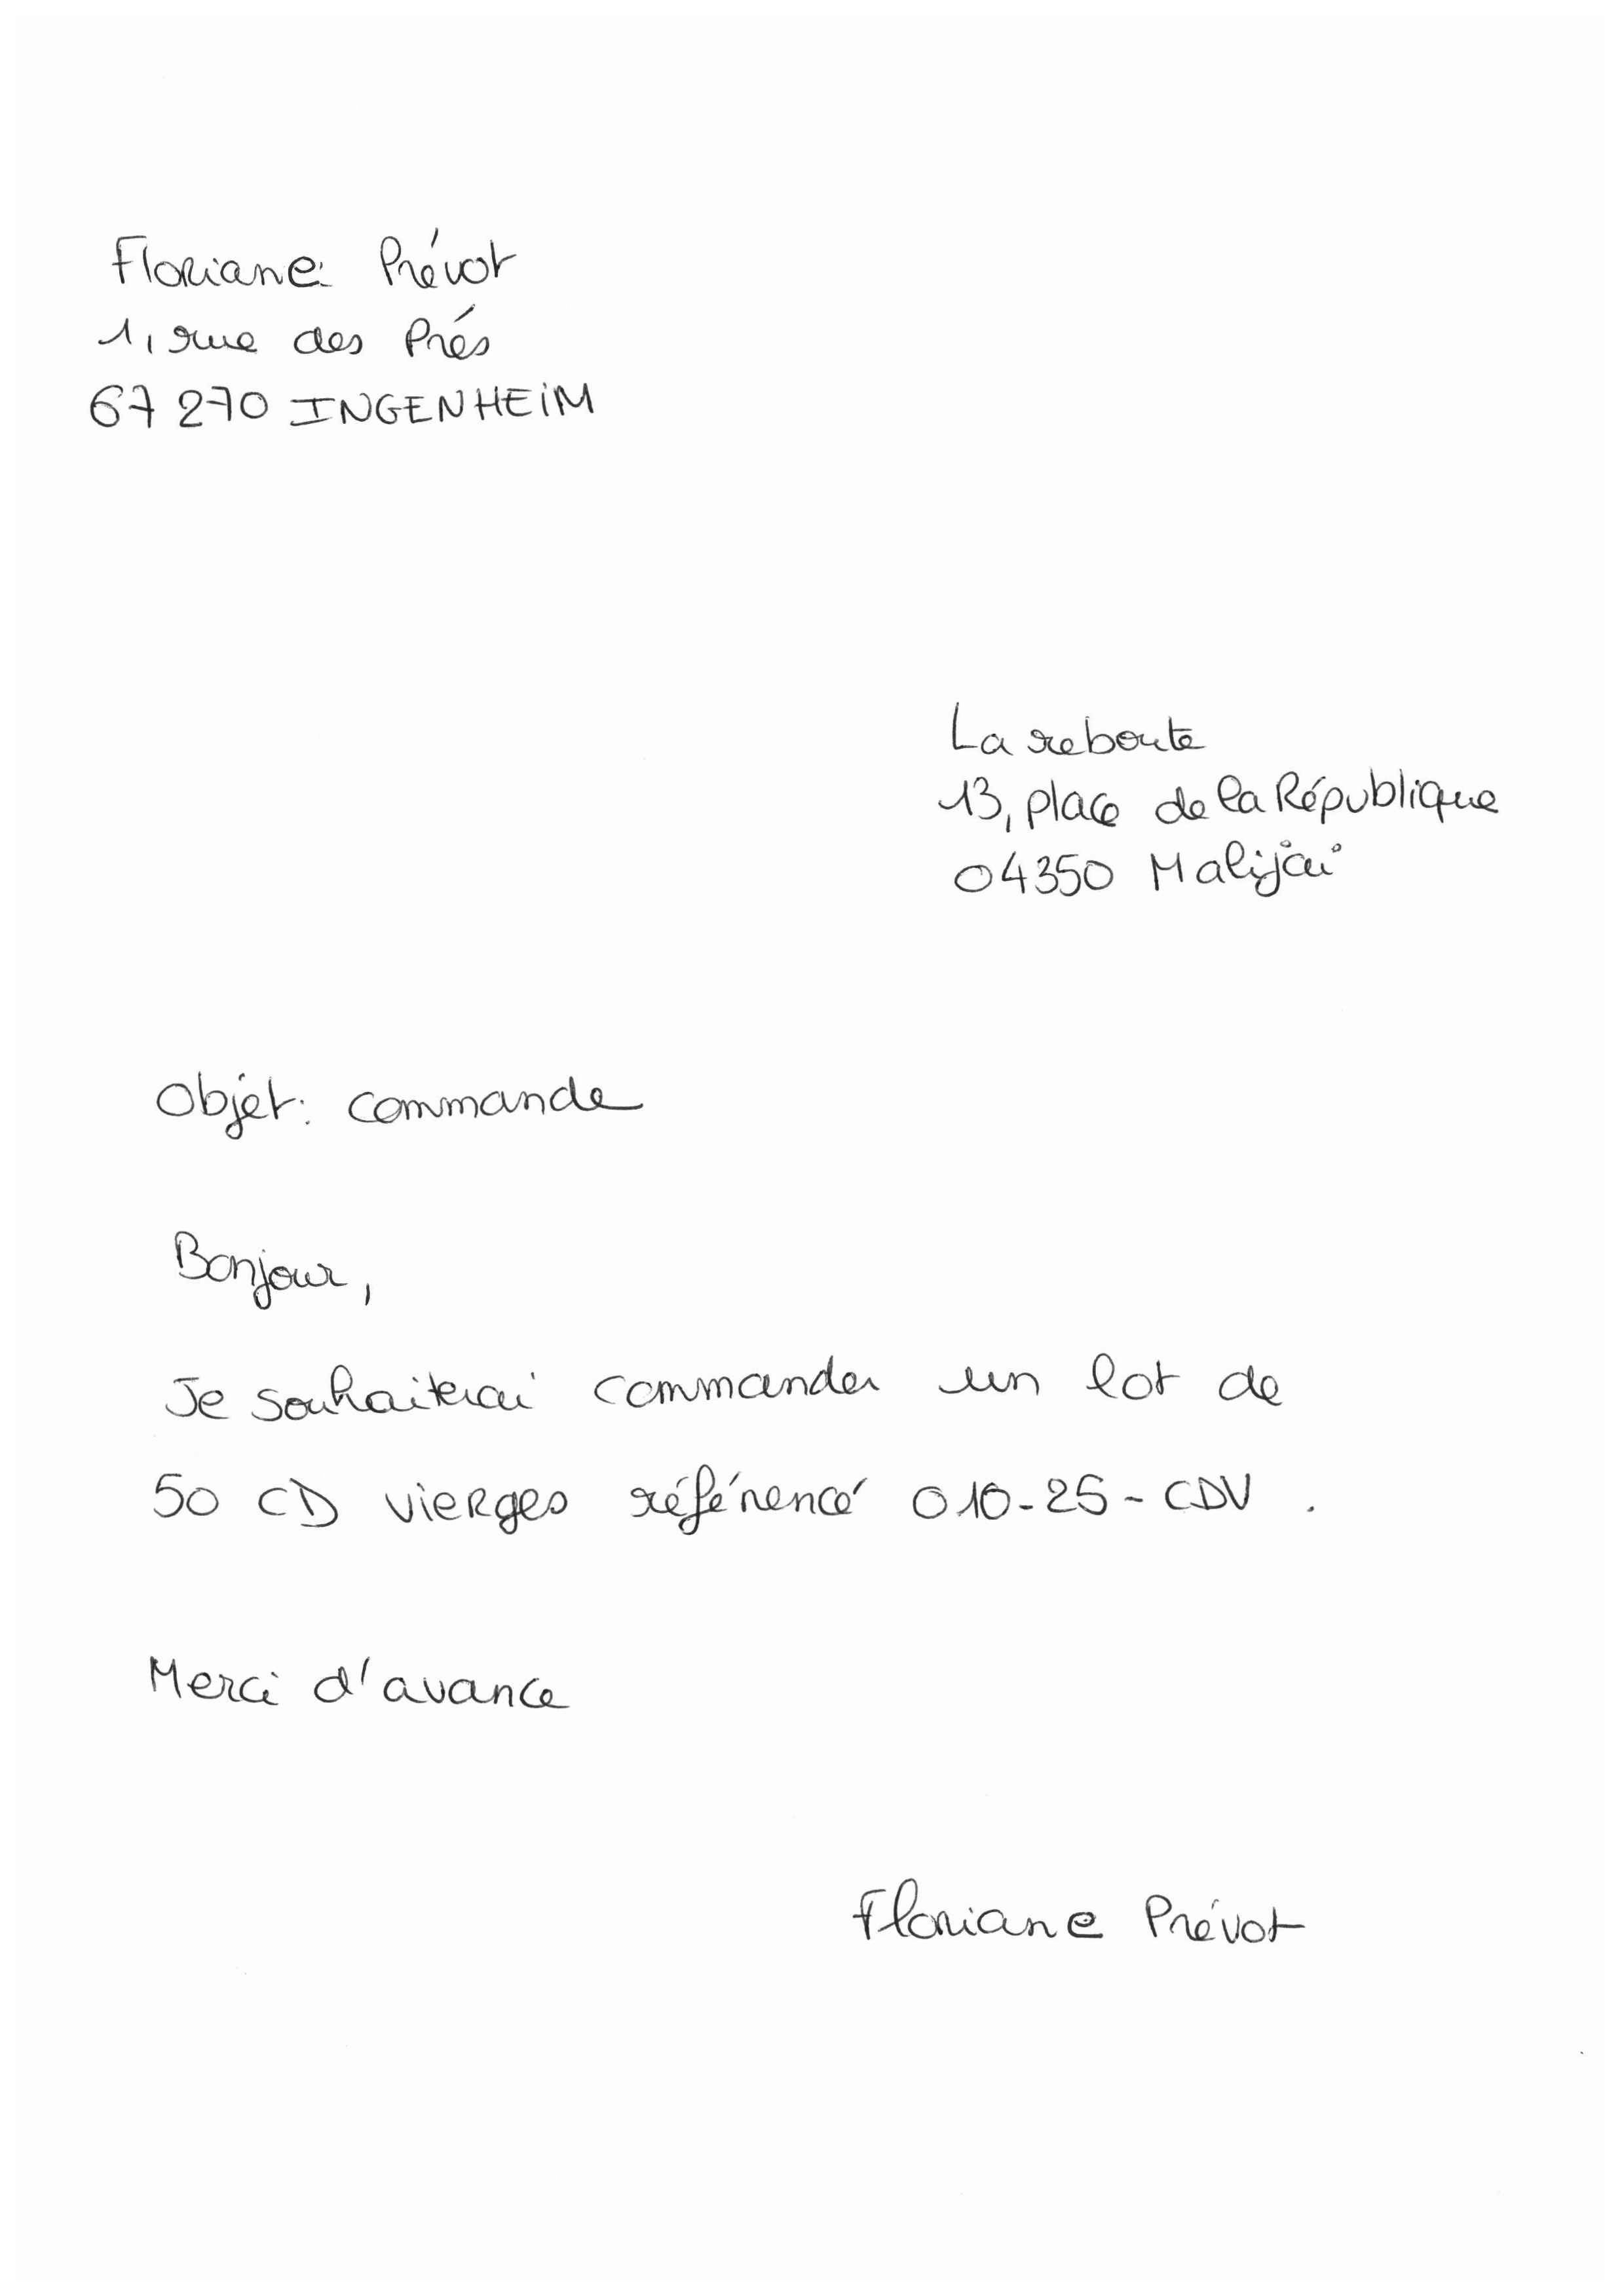 Floriane Prévot
1, rue des Prés
67 270 INGENHEIM
La reboute
13, place de la République
04350 Malijai
Objet : commande
Bonjour,
Je souhaiterai commander un lot de
50 CD vierges référencé 010-25-CDV .
Merci d'avance
Floriane Prévot